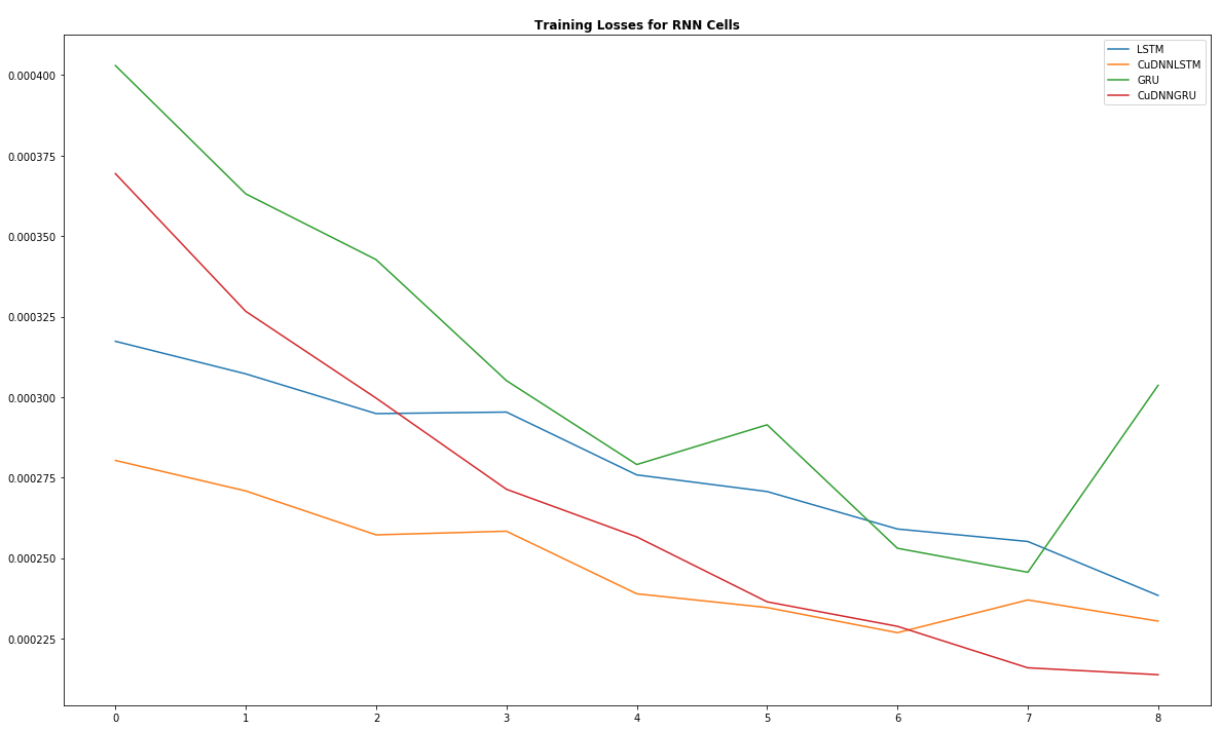 Training Losses for RNN Cells
LSTM
CuDNNLSTM
GRU
CuDNNGRU
0.000400
0.000375
0.000350
0.000325
0.000300
0.000275
0.000250
0.000225
0 1 2 3 4 5 6 7 8